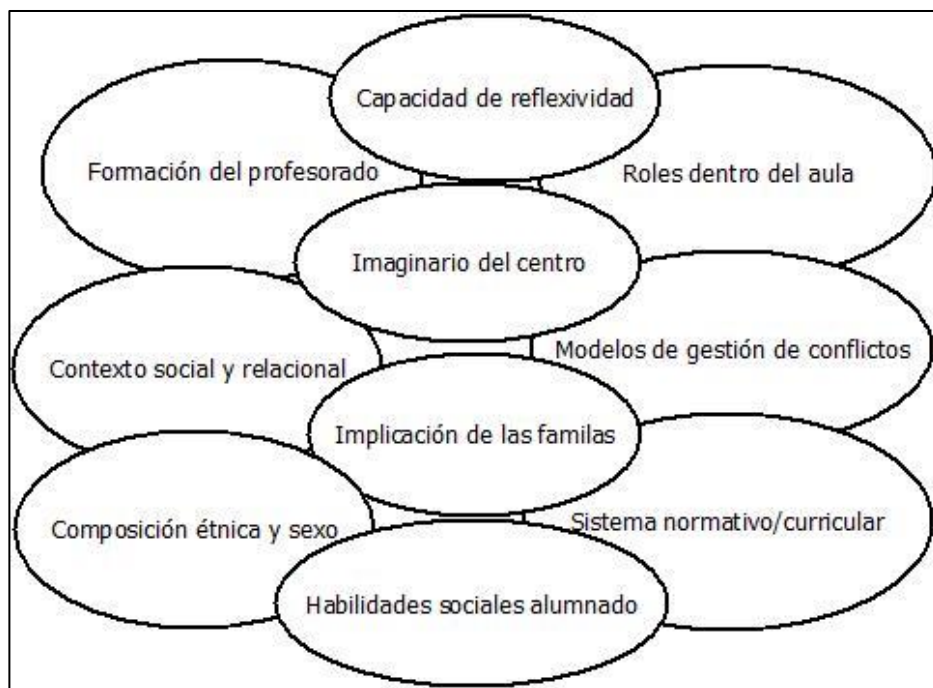 Capacidad de reflexividad
Formación del profesorado
Roles dentro del aula
Imaginario del centro
Modelos de gestión de conflictos
Contexto social y relacional
Implicación de las familas
Sistema normativo/curricular
Composición étnica y sexo
Habilidades sociales alumnado